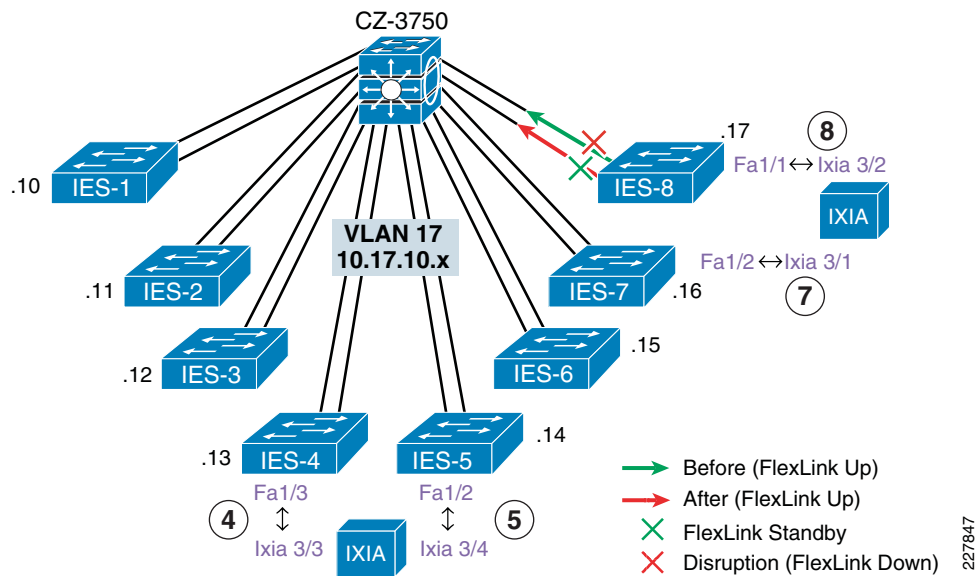 CZ-3750
.17
8
Fa1/1 ↔ Ixia 3/2
IES-8
IES-1
.10
IXIA
VLAN 17
10.17.10.x
Fa1/2 ↔ Ixia 3/1
7
.11
IES-2
IES-7
.16
.12
IES-3
IES-6
.15
.13
IES-4
IES-5
.14
Fa1/3
↕
Ixia 3/3
4
IXIA
Fa1/2
↕
Ixia 3/4
5
Before (FlexLink Up)
After (FlexLink Up)
FlexLink Standby
Disruption (FlexLink Down)
227847